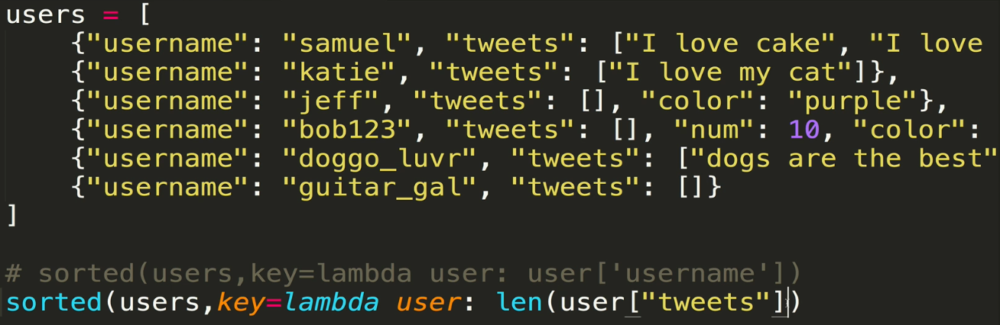 users = [
    {"username": "samuel", "tweets": ["I love cake", "I love
    {"username": "katie", "tweets": ["I love my cat"]},
    {"username": "jeff", "tweets": [], "color": "purple"},
    {"username": "bob123", "tweets": [], "num": 10, "color":
    {"username": "doggo_luvr", "tweets": ["dogs are the best"
    {"username": "guitar_gal", "tweets": []}
]
# sorted(users,key=lambda user: user['username'])
sorted(users,key=lambda user: len(user["tweets"])